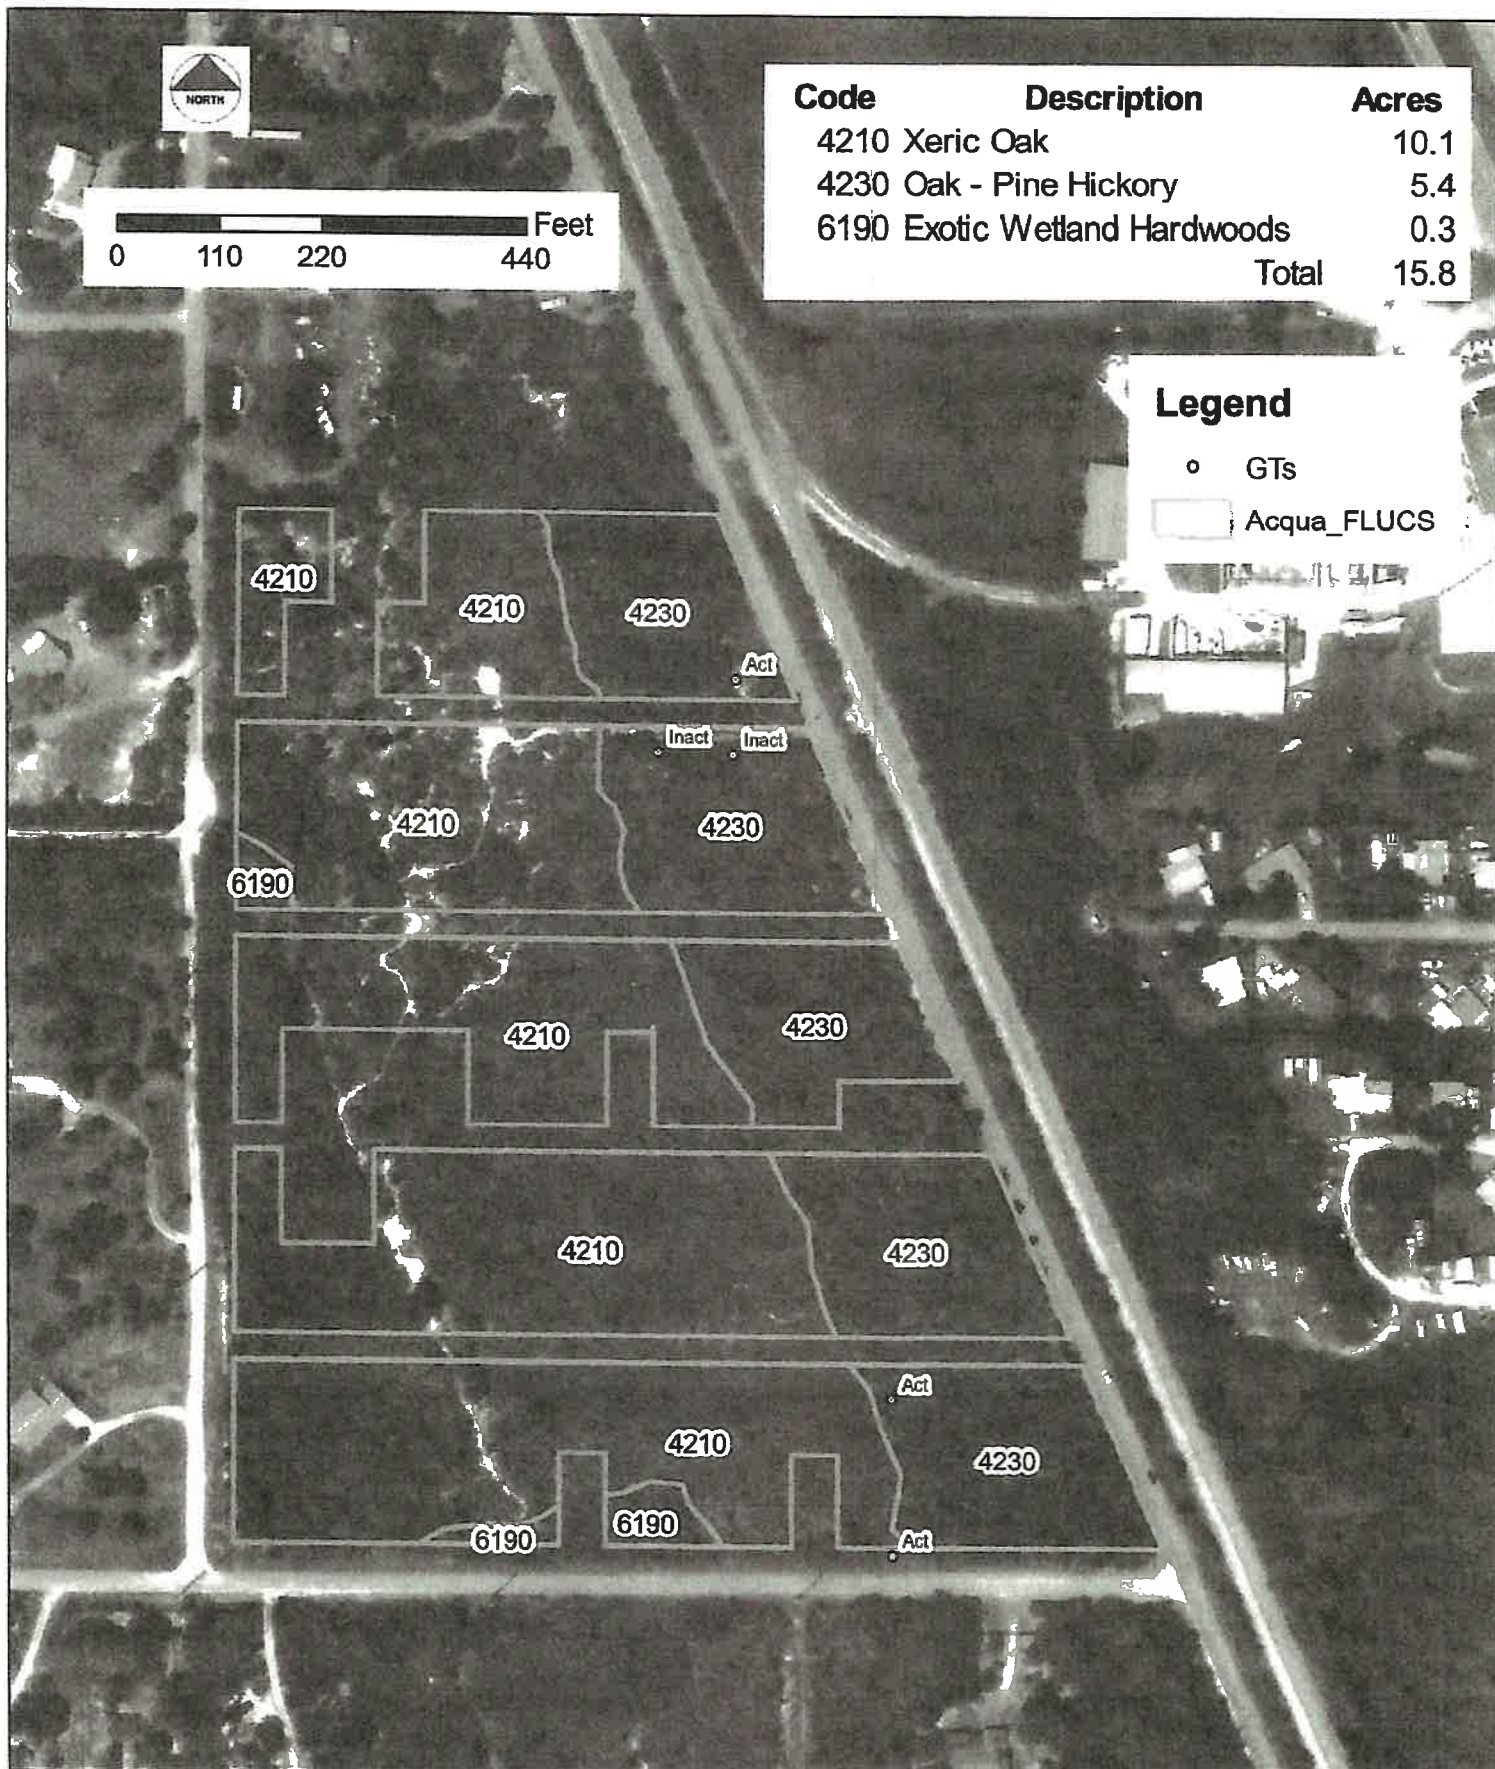 NORTH
Code Description Acres
4210 Xeric Oak 10.1
4230 Oak - Pine Hickory 5.4
6190 Exotic Wetland Hardwoods 0.3
Total 15.8
Feet
0 110 220 440
Legend
GTs
Acqua_FLUCS
4210
4210
4230
Act
Inact
Inact
4210
4230
6190
4210
4230
4210
4230
Act
4210
4230
6190
6190
Act